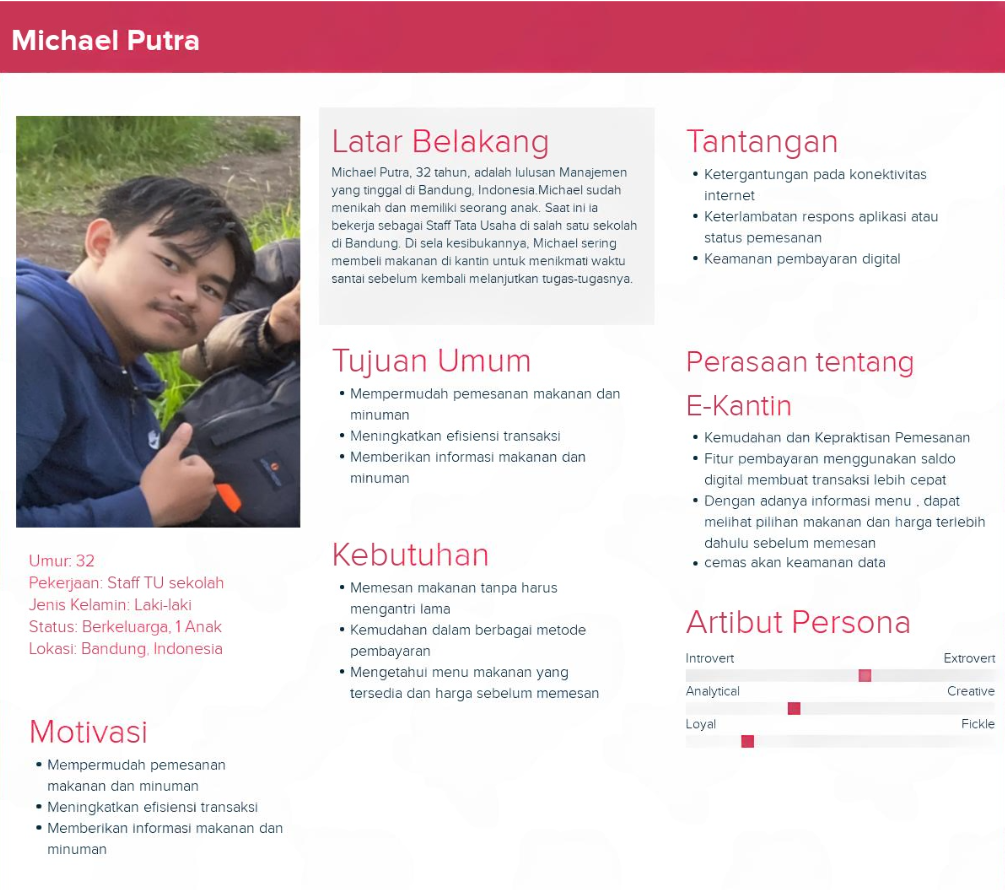 Michael Putra
Umur: 32
Pekerjaan: Staff TU sekolah
Jenis Kelamin: Laki-laki
Status: Berkeluarga, 1 Anak
Lokasi: Bandung, Indonesia
Motivasi
• Mempermudah pemesanan
makanan dan minuman
• Meningkatkan efisiensi transaksi
• Memberikan informasi makanan dan
minuman
Latar Belakang
Michael Putra, 32 tahun, adalah lulusan Manajemen
yang tinggal di Bandung, Indonesia.Michael sudah
menikah dan memiliki seorang anak. Saat ini ia
bekerja sebagai Staff Tata Usaha di salah satu sekolah
di Bandung. Di sela kesibukannya, Michael sering
membeli makanan di kantin untuk menikmati waktu
santai sebelum kembali melanjutkan tugas-tugasnya.
Tujuan Umum
• Mempermudah pemesanan makanan dan
minuman
• Meningkatkan efisiensi transaksi
• Memberikan informasi makanan dan
minuman
Kebutuhan
• Memesan makanan tanpa harus
mengantri lama
• Kemudahan dalam berbagai metode
pembayaran
• Mengetahui menu makanan yang
tersedia dan harga sebelum memesan
Tantangan
• Ketergantungan pada konektivitas
internet
• Keterlambatan respons aplikasi atau
status pemesanan
• Keamanan pembayaran digital
Perasaan tentang
E-Kantin
• Kemudahan dan Kepraktisan Pemesanan
• Fitur pembayaran menggunakan saldo
digital membuat transaksi lebih cepat
• Dengan adanya informasi menu , dapat
melihat pilihan makanan dan harga terlebih
dahulu sebelum memesan
• cemas akan keamanan data
Artibut Persona
Introvert Extrovert
Analytical Creative
Loyal Fickle